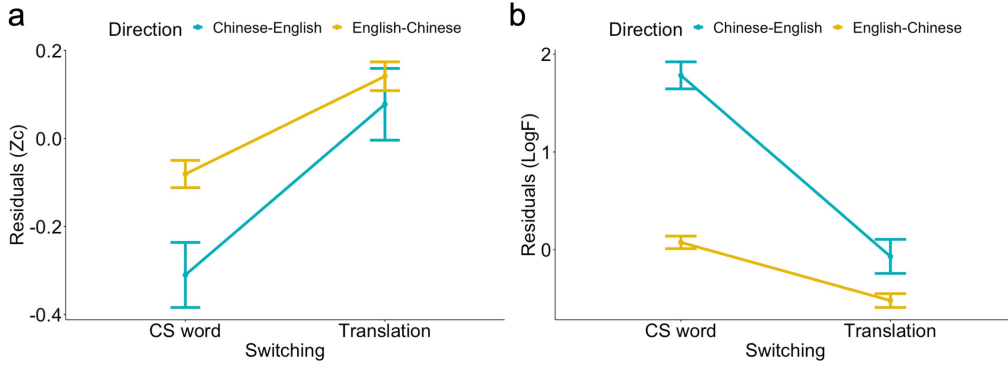 a
Direction Chinese-English English-Chinese
0.2
0.0
-0.2
-0.4
Residuals (Zc)
CS word Translation
Switching
b
Direction Chinese-English English-Chinese
2
1
0
Residuals (LogF)
CS word Translation
Switching